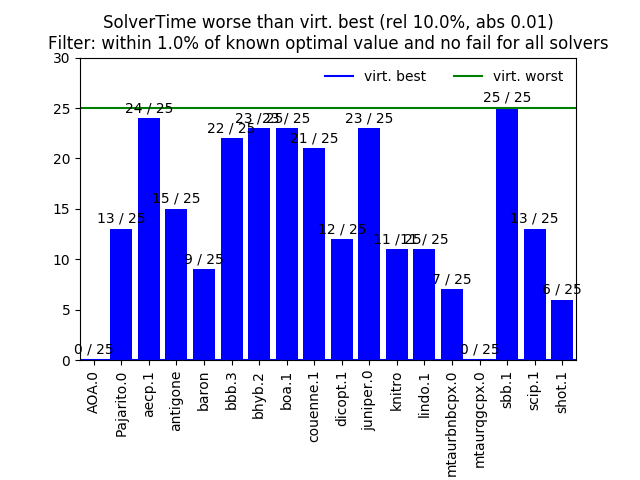 SolverTime worse than virt. best (rel 10.0%, abs 0.01)
Filter: within 1.0% of known optimal value and no fail for all solvers
virt. best
virt. worst
30
25
20
15
10
5
0
0 / 25
13 / 25
24 / 25
15 / 25
9 / 25
22 / 25
23 / 25
23 / 25
21 / 25
12 / 25
23 / 25
11 / 25
11 / 25
7 / 25
0 / 25
25 / 25
13 / 25
6 / 25
AOA.0
Pajarito.0
aecp.1
antigone
baron
bbb.3
bhyb.2
boa.1
couenne.1
dicopt.1
juniper.0
knitro
lindo.1
mtaurbnbcpx.0
mtaurqgcpx.0
sbb.1
scip.1
shot.1